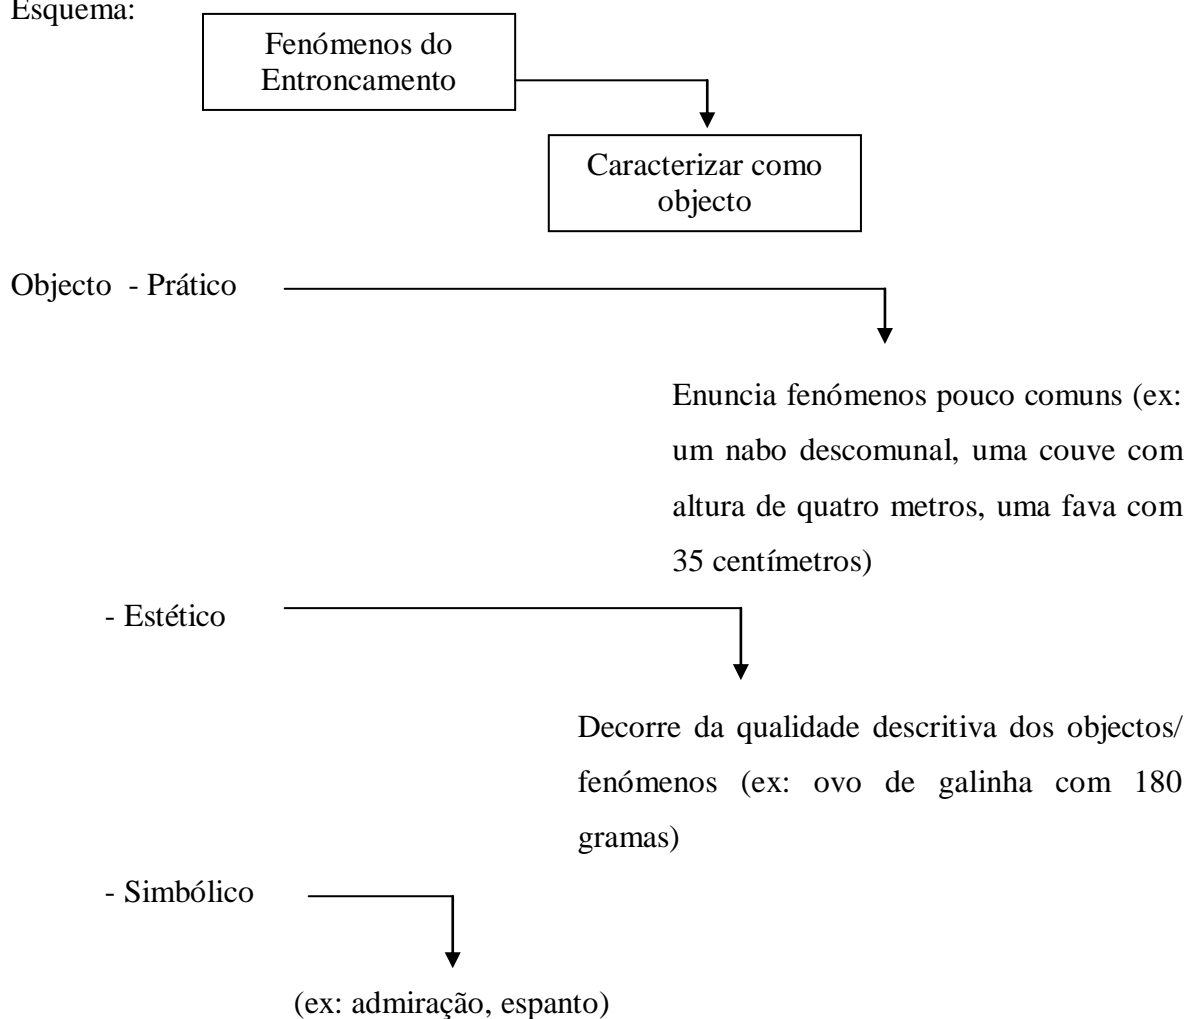 Esquema:
Fenómenos do
Entroncamento
Caracterizar como
objecto
Objecto - Prático
Enuncia fenómenos pouco comuns (ex:
um nabo descomunal, uma couve com
altura de quatro metros, uma fava com
35 centímetros)
- Estético
Decorre da qualidade descritiva dos objectos/
fenómenos (ex: ovo de galinha com 180
gramas)
- Simbólico
(ex: admiração, espanto)